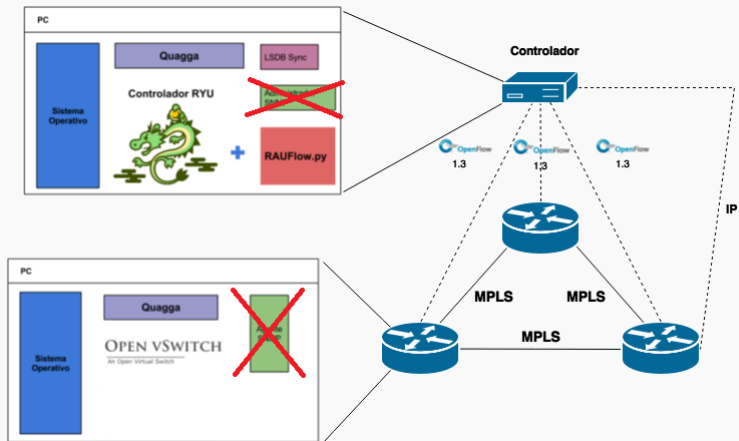 PC
Quagga
LSDB Sync
Sistema
Operativo
Controlador RYU
+
RAUFlow.py
Controlador
OpenFlow
1.3
OpenFlow
1.3
OpenFlow
1.3
IP
MPLS
MPLS
MPLS
PC
Quagga
Sistema
Operativo
OPEN VSWITCH
An Open Virtual Switch